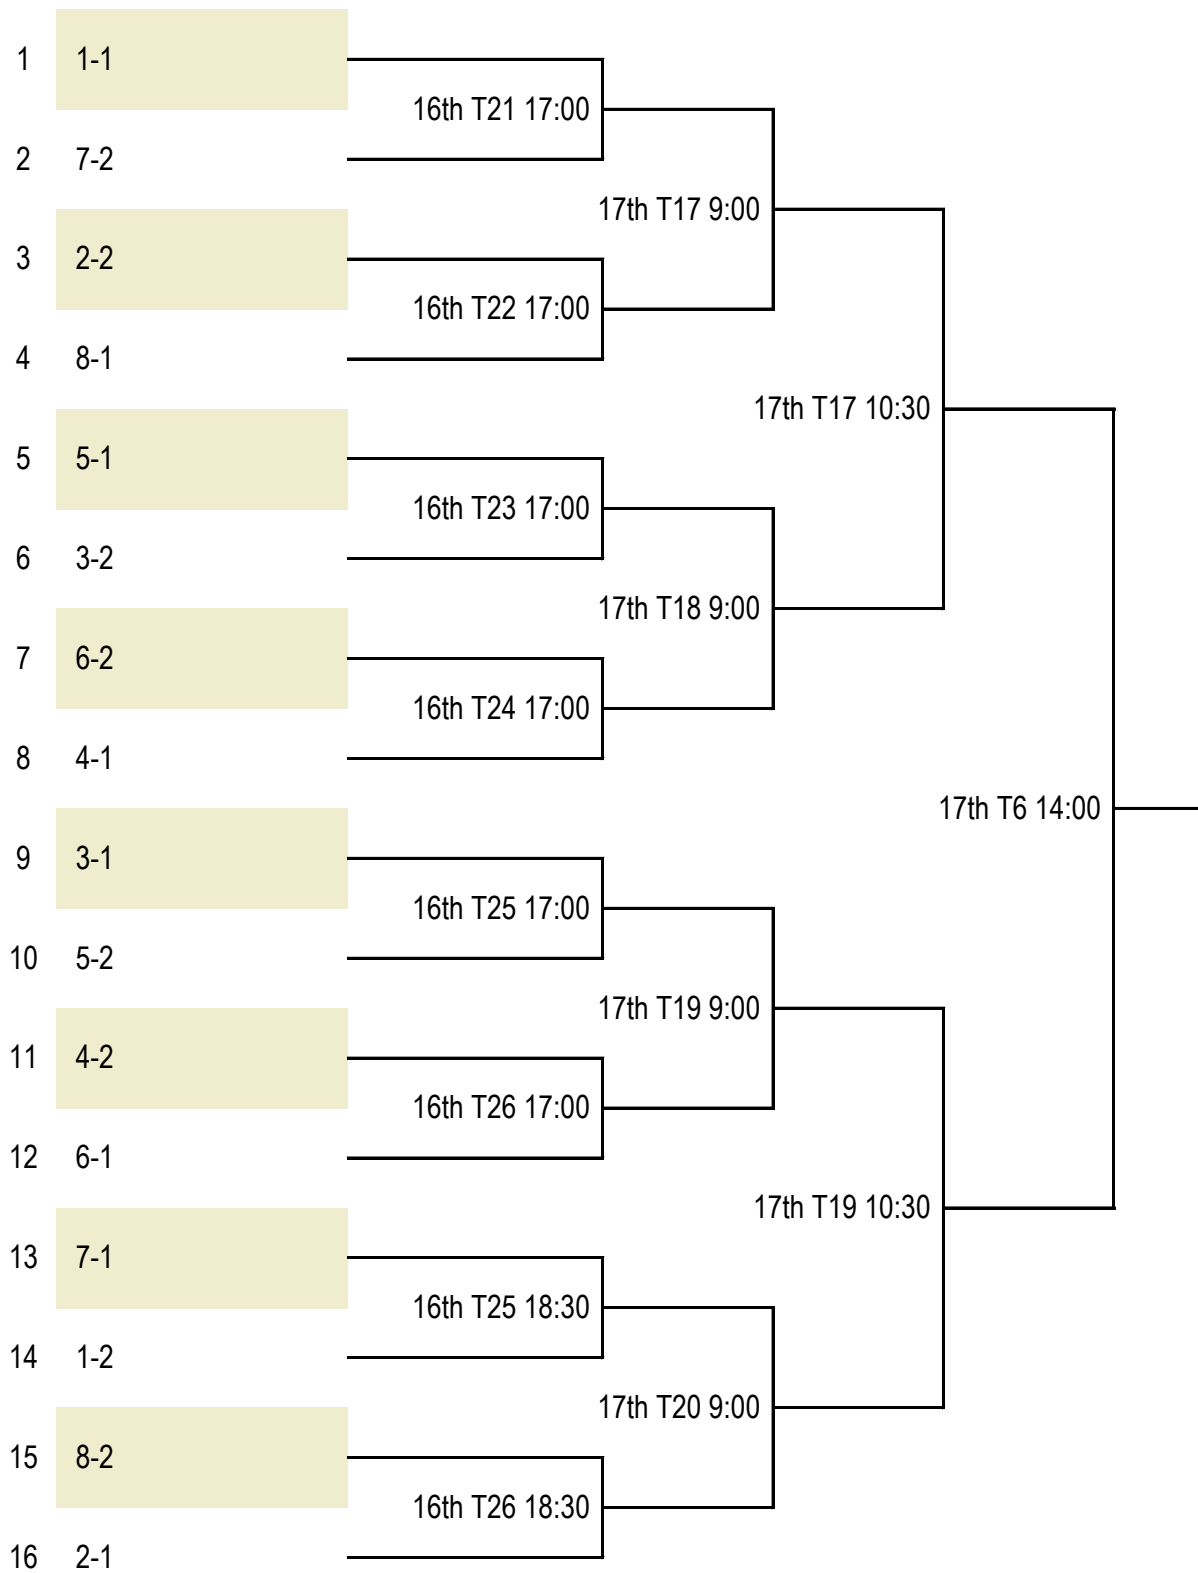 1 1-1
16th T21 17:00
2 7-2
17th T17 9:00
3 2-2
16th T22 17:00
4 8-1
17th T17 10:30
5 5-1
16th T23 17:00
6 3-2
17th T18 9:00
7 6-2
16th T24 17:00
8 4-1
17th T6 14:00
9 3-1
16th T25 17:00
10 5-2
17th T19 9:00
11 4-2
16th T26 17:00
12 6-1
17th T19 10:30
13 7-1
16th T25 18:30
14 1-2
17th T20 9:00
15 8-2
16th T26 18:30
16 2-1